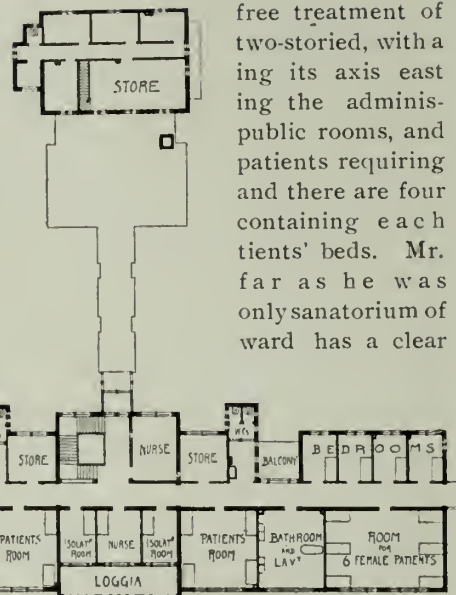 free treatment of
two-storied, with a
ing its axis east
ing the adminis-
public rooms, and
patients requiring
and there are four
containing each
tients' beds. Mr.
far as he was
only sanatorium of
ward has a clear
STORE
STORE
NURSE
STORE
W.C.s
BALCONY
BEDROOMS
PATIENTS
ROOM
ISOLATN
ROOM
NURSE
ISOLATN
ROOM
PATIENTS
ROOM
BATHROOM
AND
LAVY
ROOM
FOR
6 FEMALE PATIENTS
LOGGIA